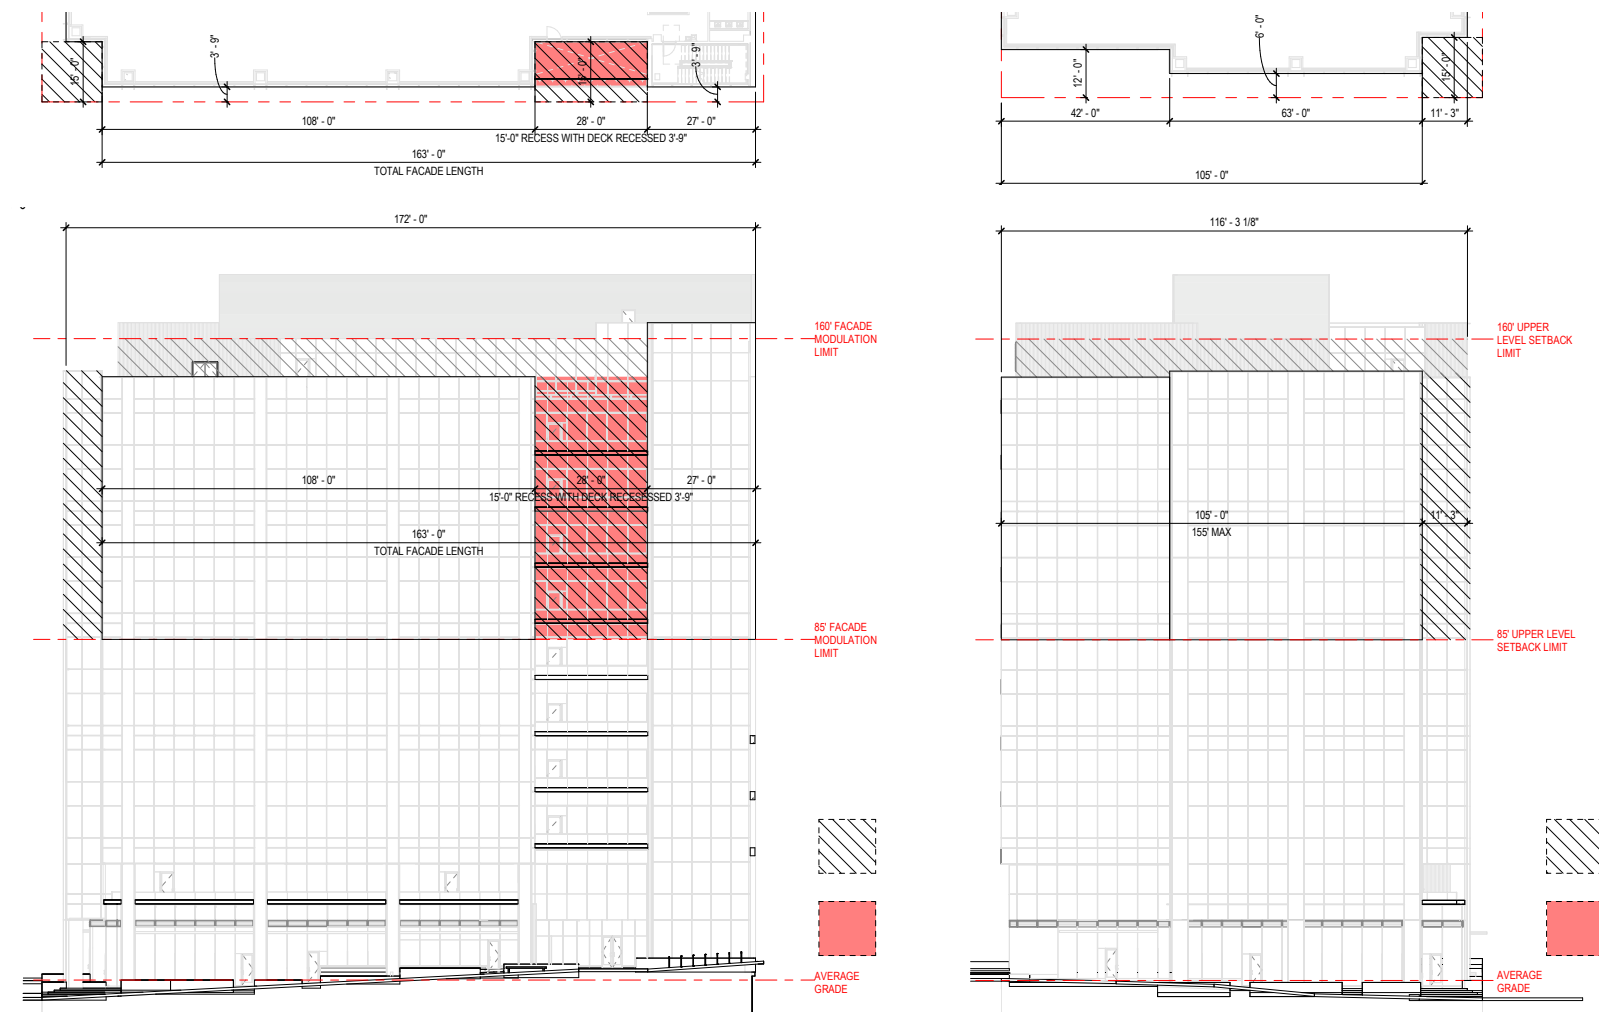 15' - 0"
3' - 9"
15' - 0"
3' - 9"
108' - 0"
28' - 0"
27' - 0"
15'-0" RECESS WITH DECK RECESSED 3'-9"
163' - 0"
TOTAL FACADE LENGTH
12' - 0"
6' - 0"
15' - 0"
42' - 0"
63' - 0"
11' - 3"
105' - 0"
172' - 0"
160' FACADE
MODULATION
LIMIT
108' - 0"
28' - 0"
27' - 0"
15'-0" RECESS WITH DECK RECESESSED 3'-9"
163' - 0"
TOTAL FACADE LENGTH
85' FACADE
MODULATION
LIMIT
AVERAGE
GRADE
116' - 3 1/8"
160' UPPER
LEVEL SETBACK
LIMIT
105' - 0"
11' - 3"
155' MAX
85' UPPER LEVEL
SETBACK LIMIT
AVERAGE
GRADE